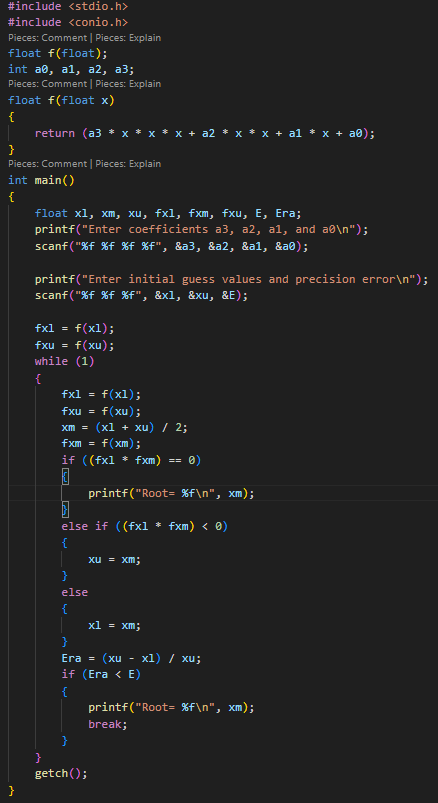 #include <stdio.h>
#include <conio.h>
Pieces: Comment | Pieces: Explain
float f(float);
int a0, a1, a2, a3;
Pieces: Comment | Pieces: Explain
float f(float x)
{
    return (a3 * x * x * x + a2 * x * x + a1 * x + a0);
}
Pieces: Comment | Pieces: Explain
int main()
{
    float xl, xm, xu, fxl, fxm, fxu, E, Era;
    printf("Enter coefficients a3, a2, a1, and a0\n");
    scanf("%f %f %f %f", &a3, &a2, &a1, &a0);

    printf("Enter initial guess values and precision error\n");
    scanf("%f %f %f", &xl, &xu, &E);

    fxl = f(xl);
    fxu = f(xu);
    while (1)
    {
        fxl = f(xl);
        fxu = f(xu);
        xm = (xl + xu) / 2;
        fxm = f(xm);
        if ((fxl * fxm) == 0)
        {
            printf("Root= %f\n", xm);
        }
        else if ((fxl * fxm) < 0)
        {
            xu = xm;
        }
        else
        {
            xl = xm;
        }
        Era = (xu - xl) / xu;
        if (Era < E)
        {
            printf("Root= %f\n", xm);
            break;
        }
    }
    getch();
}